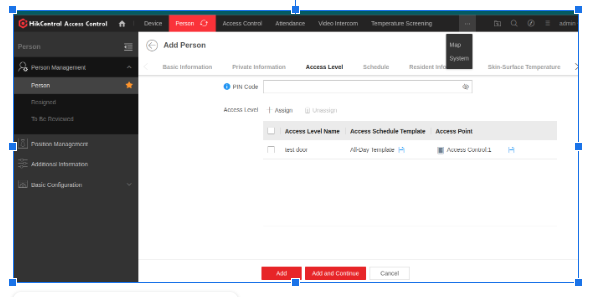 HikCentral Access Control Device Person Access Control Attendance Video Intercom Temperature Screening ... admin
Person
Add Person
Map
System
Basic Information Private Information Access Level Schedule Resident Infor Skin-Surface Temperature
Person Management
Person
Resigned
To Be Reviewed
Position Management
Additional Information
Basic Configuration
PIN Code
Access Level + Assign Unassign
Access Level Name Access Schedule Template Access Point
test door All-Day Template Access Control:1
Add Add and Continue Cancel